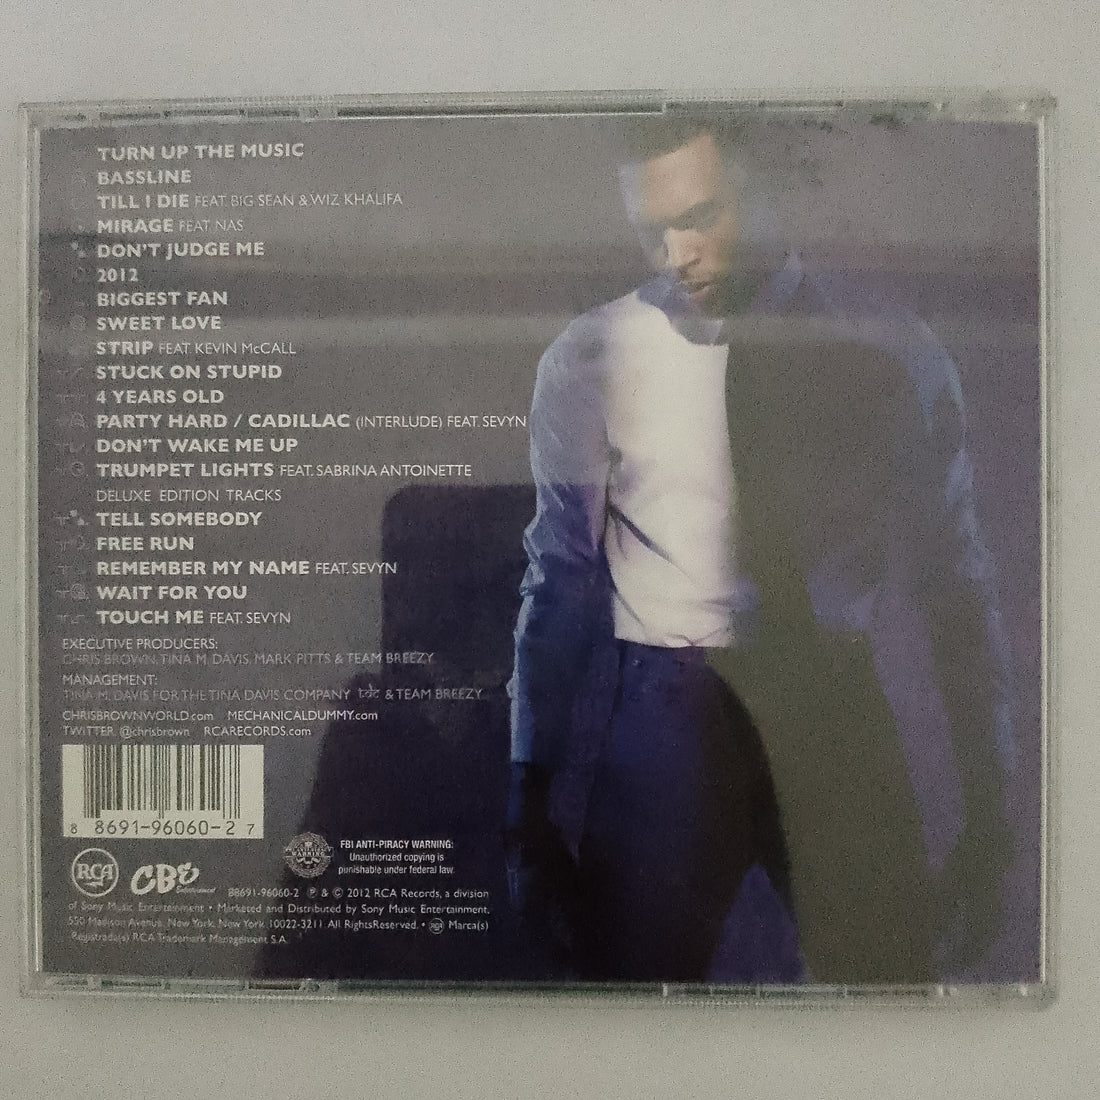 TURN UP THE MUSIC
BASSLINE
TILL I DIE FEAT. BIG SEAN & WIZ KHALIFA
MIRAGE FEAT NAS
DON'T JUDGE ME
2012
BIGGEST FAN
SWEET LOVE
STRIP FEAT. KEVIN McCALL
STUCK ON STUPID
4 YEARS OLD
PARTY HARD / CADILLAC (INTERLUDE) FEAT. SEVYN
DON'T WAKE ME UP
TRUMPET LIGHTS FEAT. SABRINA ANTOINETTE
DELUXE EDITION TRACKS
TELL SOMEBODY
FREE RUN
REMEMBER MY NAME FEAT. SEVYN
WAIT FOR YOU
TOUCH ME FEAT. SEVYN
EXECUTIVE PRODUCERS:
CHRIS BROWN, TINA M. DAVIS, MARK PITTS & TEAM BREEZY
MANAGEMENT:
TINA M. DAVIS FOR THE TINA DAVIS COMPANY tdc & TEAM BREEZY
CHRISBROWNWORLD.com MECHANICALDUMMY.com
TWITTER: @chrisbrown RCARECORDS.com
8 8691-96060-2 7
FBI ANTI-PIRACY WARNING:
Unauthorized copying is
punishable under federal law.
RCA CBE Entertainment 88691-96060-2 ℗ & © 2012 RCA Records, a division
of Sony Music Entertainment • Marketed and Distributed by Sony Music Entertainment,
550 Madison Avenue, New York, New York 10022-3211 All RightsReserved. • RCA Marca(s)
Registrada(s) RCA Trademark Management S.A.